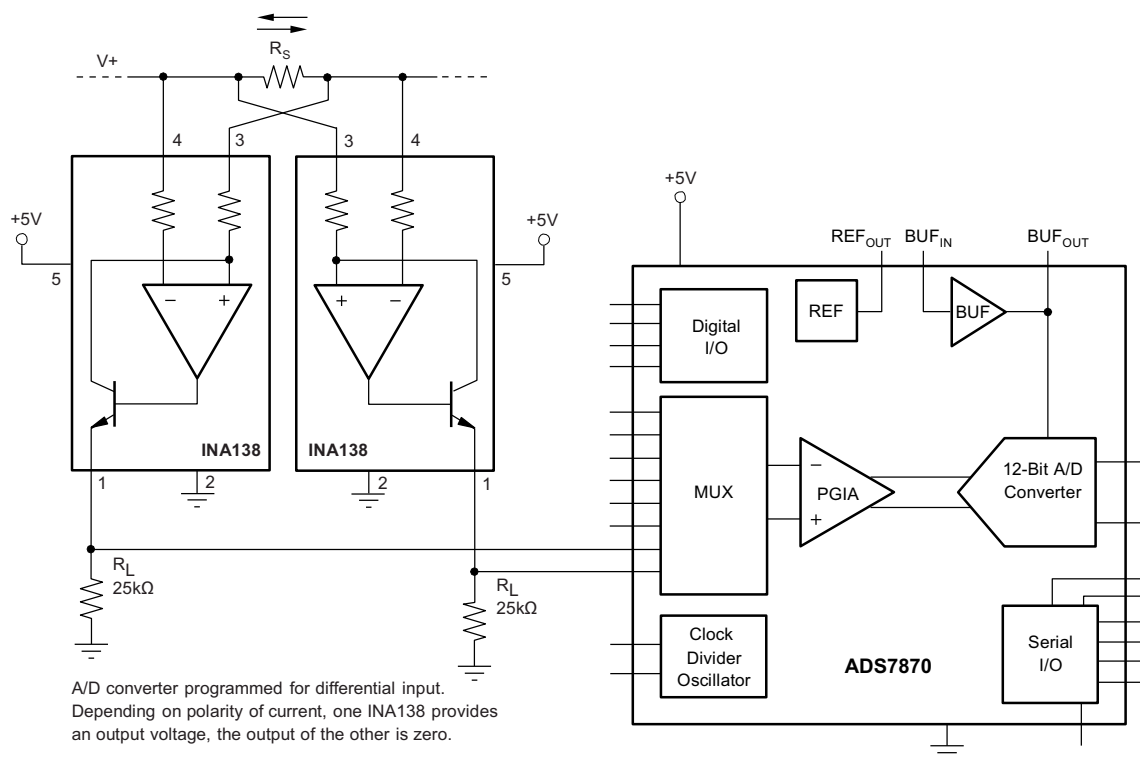 R_S
V+
4
3
3
4
+5V
5
− +
INA138
1
2
+5V
5
+ −
INA138
2
1
R_L
25kΩ
R_L
25kΩ
A/D converter programmed for differential input.
Depending on polarity of current, one INA138 provides
an output voltage, the output of the other is zero.
+5V
REF_OUT
BUF_IN
BUF_OUT
Digital
I/O
REF
BUF
MUX
−
PGIA
+
12-Bit A/D
Converter
Clock
Divider
Oscillator
ADS7870
Serial
I/O